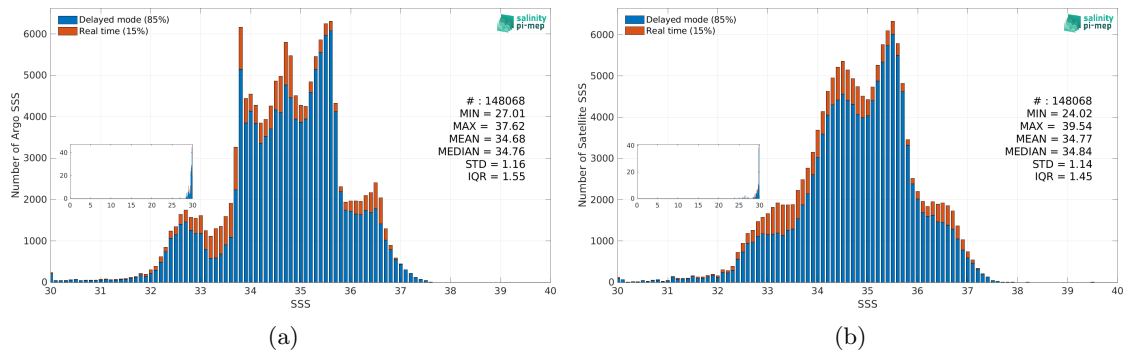 Delayed mode (85%)
Real time (15%)
salinity
pi-mep
6000
5000
4000
3000
2000
1000
0
Number of Argo SSS
# : 148068
MIN = 27.01
MAX = 37.62
MEAN = 34.68
MEDIAN = 34.76
STD = 1.16
IQR = 1.55
40
20
0
0 5 10 15 20 25 30
30 31 32 33 34 35 36 37 38 39 40
SSS
(a)
Delayed mode (85%)
Real time (15%)
salinity
pi-mep
6000
5000
4000
3000
2000
1000
0
Number of Satellite SSS
# : 148068
MIN = 24.02
MAX = 39.54
MEAN = 34.77
MEDIAN = 34.84
STD = 1.14
IQR = 1.45
40
20
0
0 5 10 15 20 25 30
30 31 32 33 34 35 36 37 38 39 40
SSS
(b)